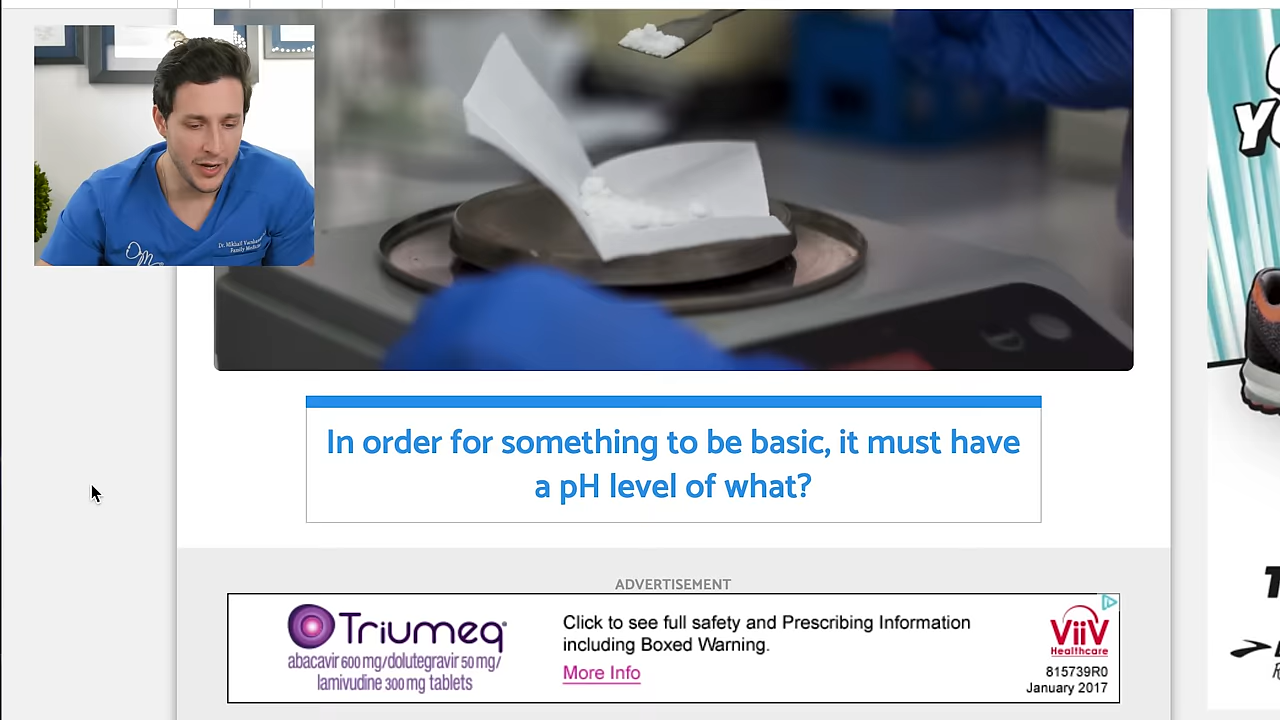 Family Medicine
In order for something to be basic, it must have
a pH level of what?
ADVERTISEMENT
Triumeq
abacavir 600 mg/dolutegravir 50 mg/
lamivudine 300 mg tablets
Click to see full safety and Prescribing Information
including Boxed Warning.
More Info
ViiV
Healthcare
815739R0
January 2017